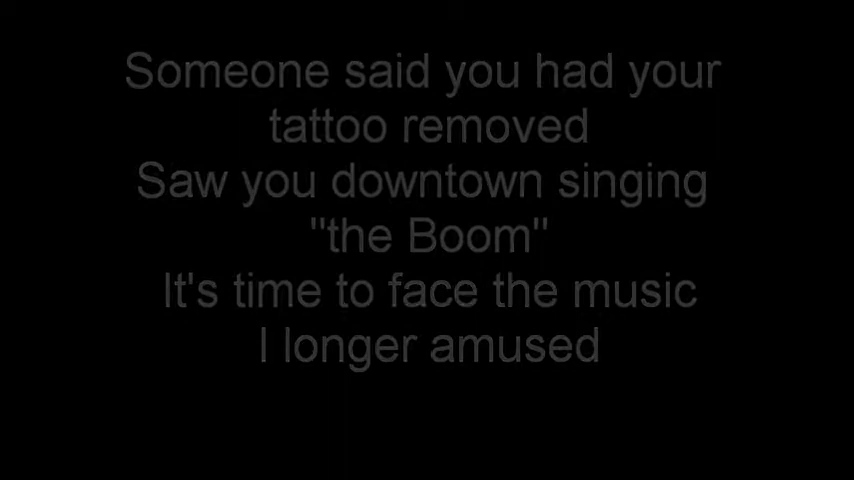 Someone said you had your
tattoo removed
Saw you downtown singing
"the Boom"
It's time to face the music
I longer amused